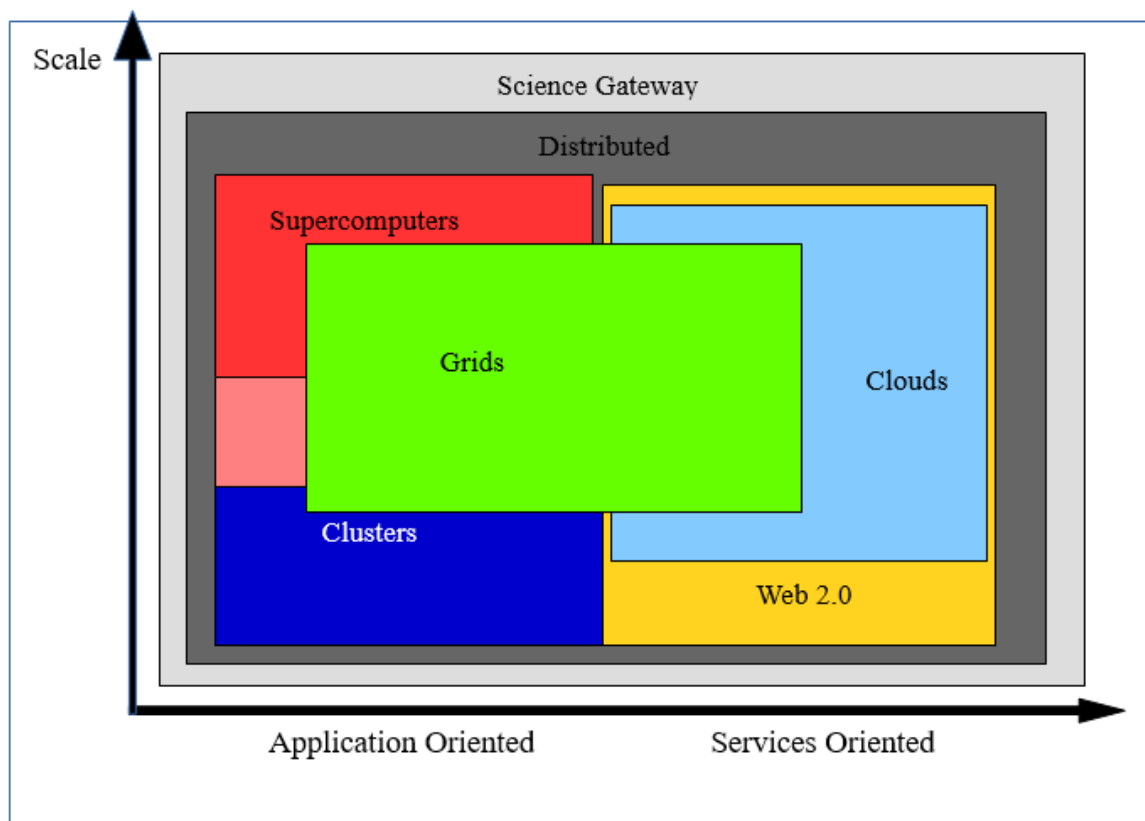 Scale
Science Gateway
Distributed
Supercomputers
Grids
Clouds
Clusters
Web 2.0
Application Oriented
Services Oriented